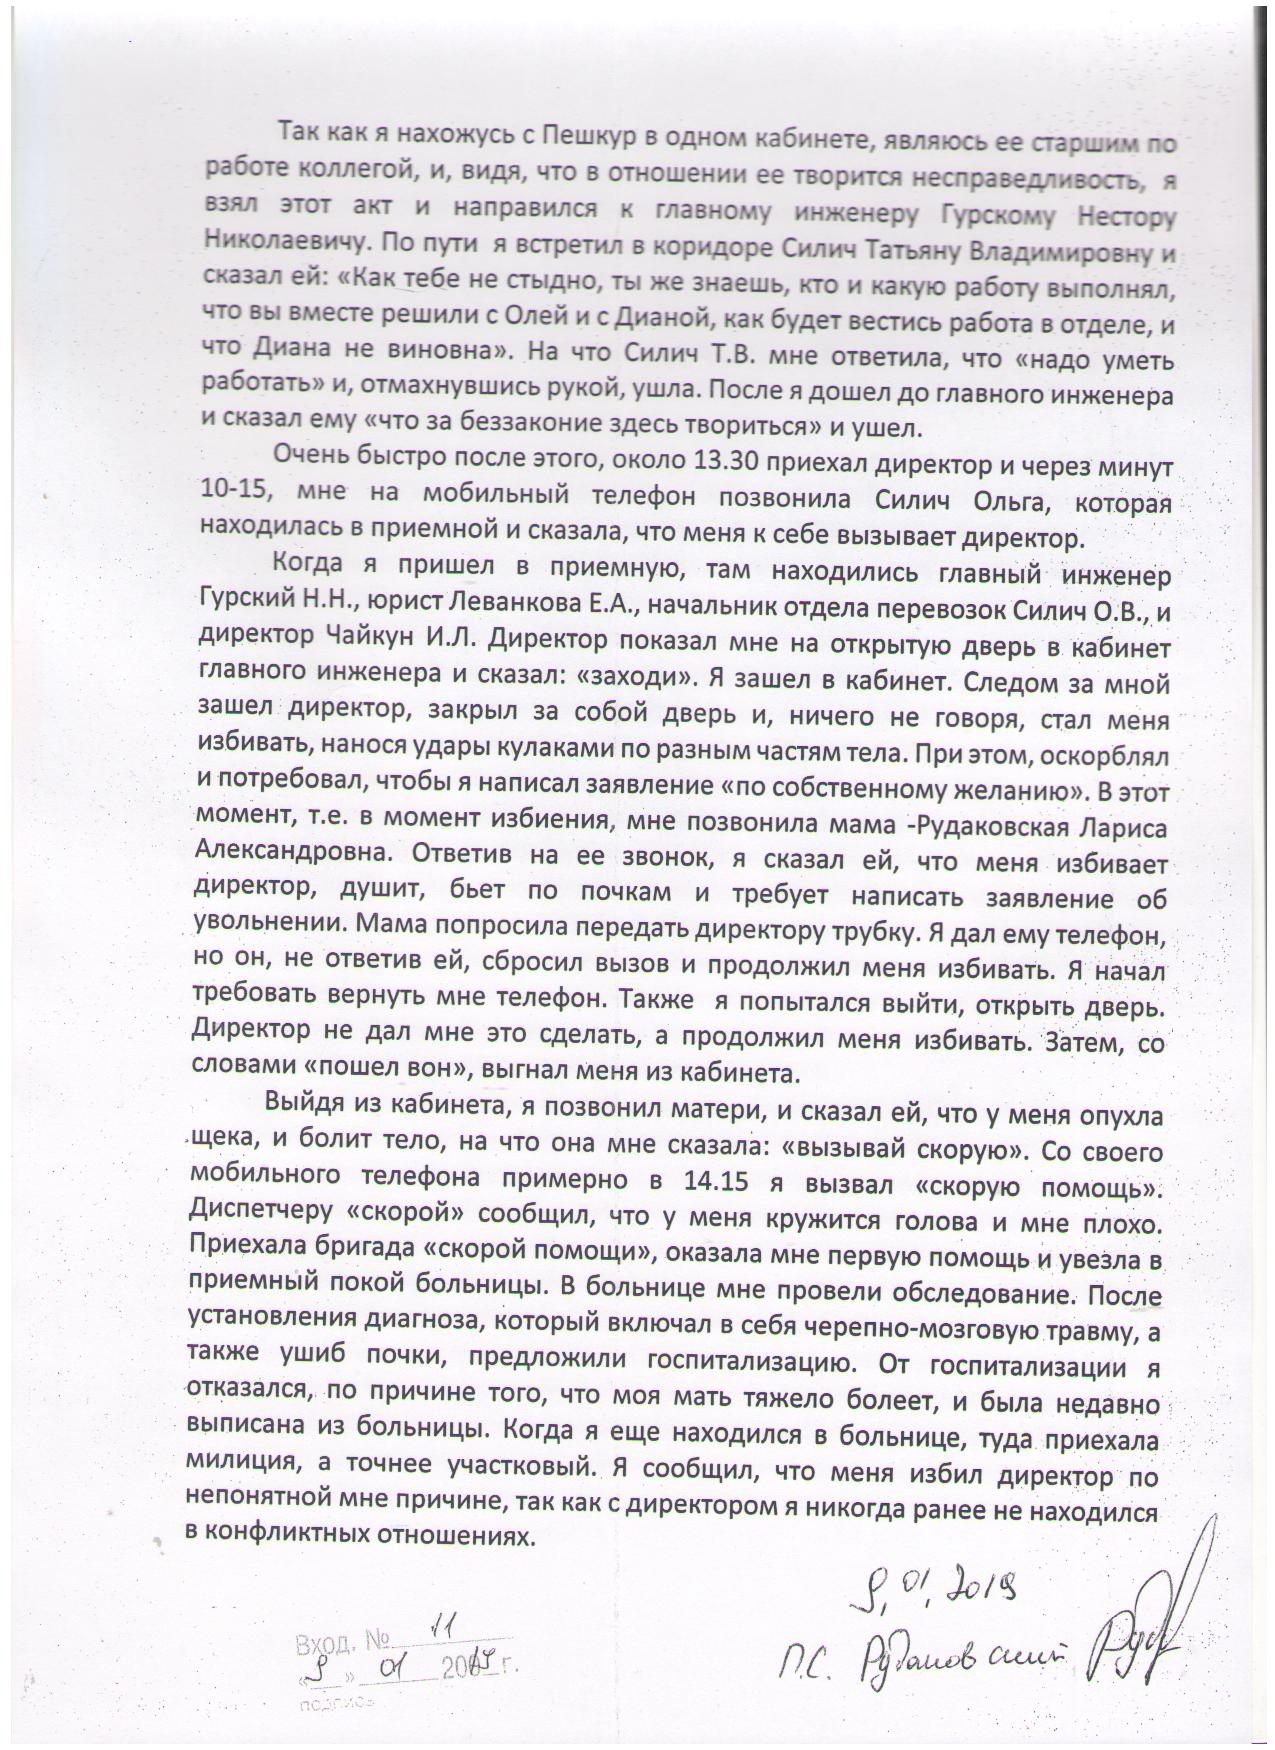 Так как я нахожусь с Пешкур в одном кабинете, являюсь ее старшим по
работе коллегой, и, видя, что в отношении ее творится несправедливость, я
взял этот акт и направился к главному инженеру Гурскому Нестору
Николаевичу. По пути я встретил в коридоре Силич Татьяну Владимировну и
сказал ей: «Как тебе не стыдно, ты же знаешь, кто и какую работу выполнял,
что вы вместе решили с Олей и с Дианой, как будет вестись работа в отделе, и
что Диана не виновна». На что Силич Т.В. мне ответила, что «надо уметь
работать» и, отмахнувшись рукой, ушла. После я дошел до главного инженера
и сказал ему «что за беззаконие здесь твориться» и ушел.
Очень быстро после этого, около 13.30 приехал директор и через минут
10-15, мне на мобильный телефон позвонила Силич Ольга, которая
находилась в приемной и сказала, что меня к себе вызывает директор.
Когда я пришел в приемную, там находились главный инженер
Гурский Н.Н., юрист Леванкова Е.А., начальник отдела перевозок Силич О.В., и
директор Чайкун И.Л. Директор показал мне на открытую дверь в кабинет
главного инженера и сказал: «заходи». Я зашел в кабинет. Следом за мной
зашел директор, закрыл за собой дверь и, ничего не говоря, стал меня
избивать, нанося удары кулаками по разным частям тела. При этом, оскорблял
и потребовал, чтобы я написал заявление «по собственному желанию». В этот
момент, т.е. в момент избиения, мне позвонила мама -Рудаковская Лариса
Александровна. Ответив на ее звонок, я сказал ей, что меня избивает
директор, душит, бьет по почкам и требует написать заявление об
увольнении. Мама попросила передать директору трубку. Я дал ему телефон,
но он, не ответив ей, сбросил вызов и продолжил меня избивать. Я начал
требовать вернуть мне телефон. Также я попытался выйти, открыть дверь.
Директор не дал мне это сделать, а продолжил меня избивать. Затем, со
словами «пошел вон», выгнал меня из кабинета.
Выйдя из кабинета, я позвонил матери, и сказал ей, что у меня опухла
щека, и болит тело, на что она мне сказала: «вызывай скорую». Со своего
мобильного телефона примерно в 14.15 я вызвал «скорую помощь».
Диспетчеру «скорой» сообщил, что у меня кружится голова и мне плохо.
Приехала бригада «скорой помощи», оказала мне первую помощь и увезла в
приемный покой больницы. В больнице мне провели обследование. После
установления диагноза, который включал в себя черепно-мозговую травму, а
также ушиб почки, предложили госпитализацию. От госпитализации я
отказался, по причине того, что моя мать тяжело болеет, и была недавно
выписана из больницы. Когда я еще находился в больнице, туда приехала
милиция, а точнее участковый. Я сообщил, что меня избил директор по
непонятной мне причине, так как с директором я никогда ранее не находился
в конфликтных отношениях.
9.01.2019
П.С. Рудаковский
Вход. № 11
«9» 01 2019 г.
подпись